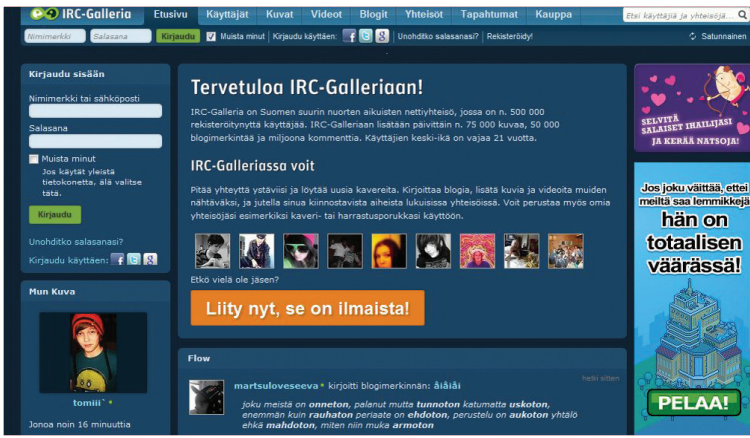 IRC-Galleria Etusivu Käyttäjät Kuvat Videot Blogit Yhteisöt Tapahtumat Kauppa Etsi käyttäjiä ja yhteisöjä...
Nimimerkki Salasana Kirjaudu Muista minut Kirjaudu käyttäen: f g Unohditko salasanasi? Rekisteröidy! Satunnainen
Kirjaudu sisään
Nimimerkki tai sähköposti
Salasana
Muista minut
Jos käytät yleistä
tietokonetta, älä valitse
tätä.
Kirjaudu
Unohditko salasanasi?
Kirjaudu käyttäen: f g
Mun Kuva
tomiii`
Jonoa noin 16 minuuttia
Tervetuloa IRC-Galleriaan!
IRC-Galleria on Suomen suurin nuorten aikuisten nettiyhteisö, jossa on n. 500 000
rekisteröitynyttä käyttäjää. IRC-Galleriaan lisätään päivittäin n. 75 000 kuvaa, 50 000
blogimerkintää ja miljoona kommenttia. Käyttäjien keski-ikä on vajaa 21 vuotta.
IRC-Galleriassa voit
Pitää yhteyttä ystäviisi ja löytää uusia kavereita. Kirjoittaa blogia, lisätä kuvia ja videoita muiden
nähtäväksi, ja jutella sinua kiinnostavista aiheista lukuisissa yhteisöissä. Voit perustaa myös omia
yhteisöjäsi esimerkiksi kaveri- tai harrastusporukkasi käyttöön.
Etkö vielä ole jäsen?
Liity nyt, se on ilmaista!
Flow
hetki sitten
martsuloveseeva kirjoitti blogimerkinnän: åiåiåi
joku meistä on onneton, palanut mutta tunnoton katumatta uskoton,
enemmän kuin rauhaton periaate on ehdoton, perustelu on aukoton yhtälö
ehkä mahdoton, miten niin muka armoton
SELVITÄ
SALAISET IHAILIJASI
JA KERÄÄ NATSOJA!
Jos joku väittää, ettei
meiltä saa lemmikkejä
hän on
totaalisen
väärässä!
PELAA!